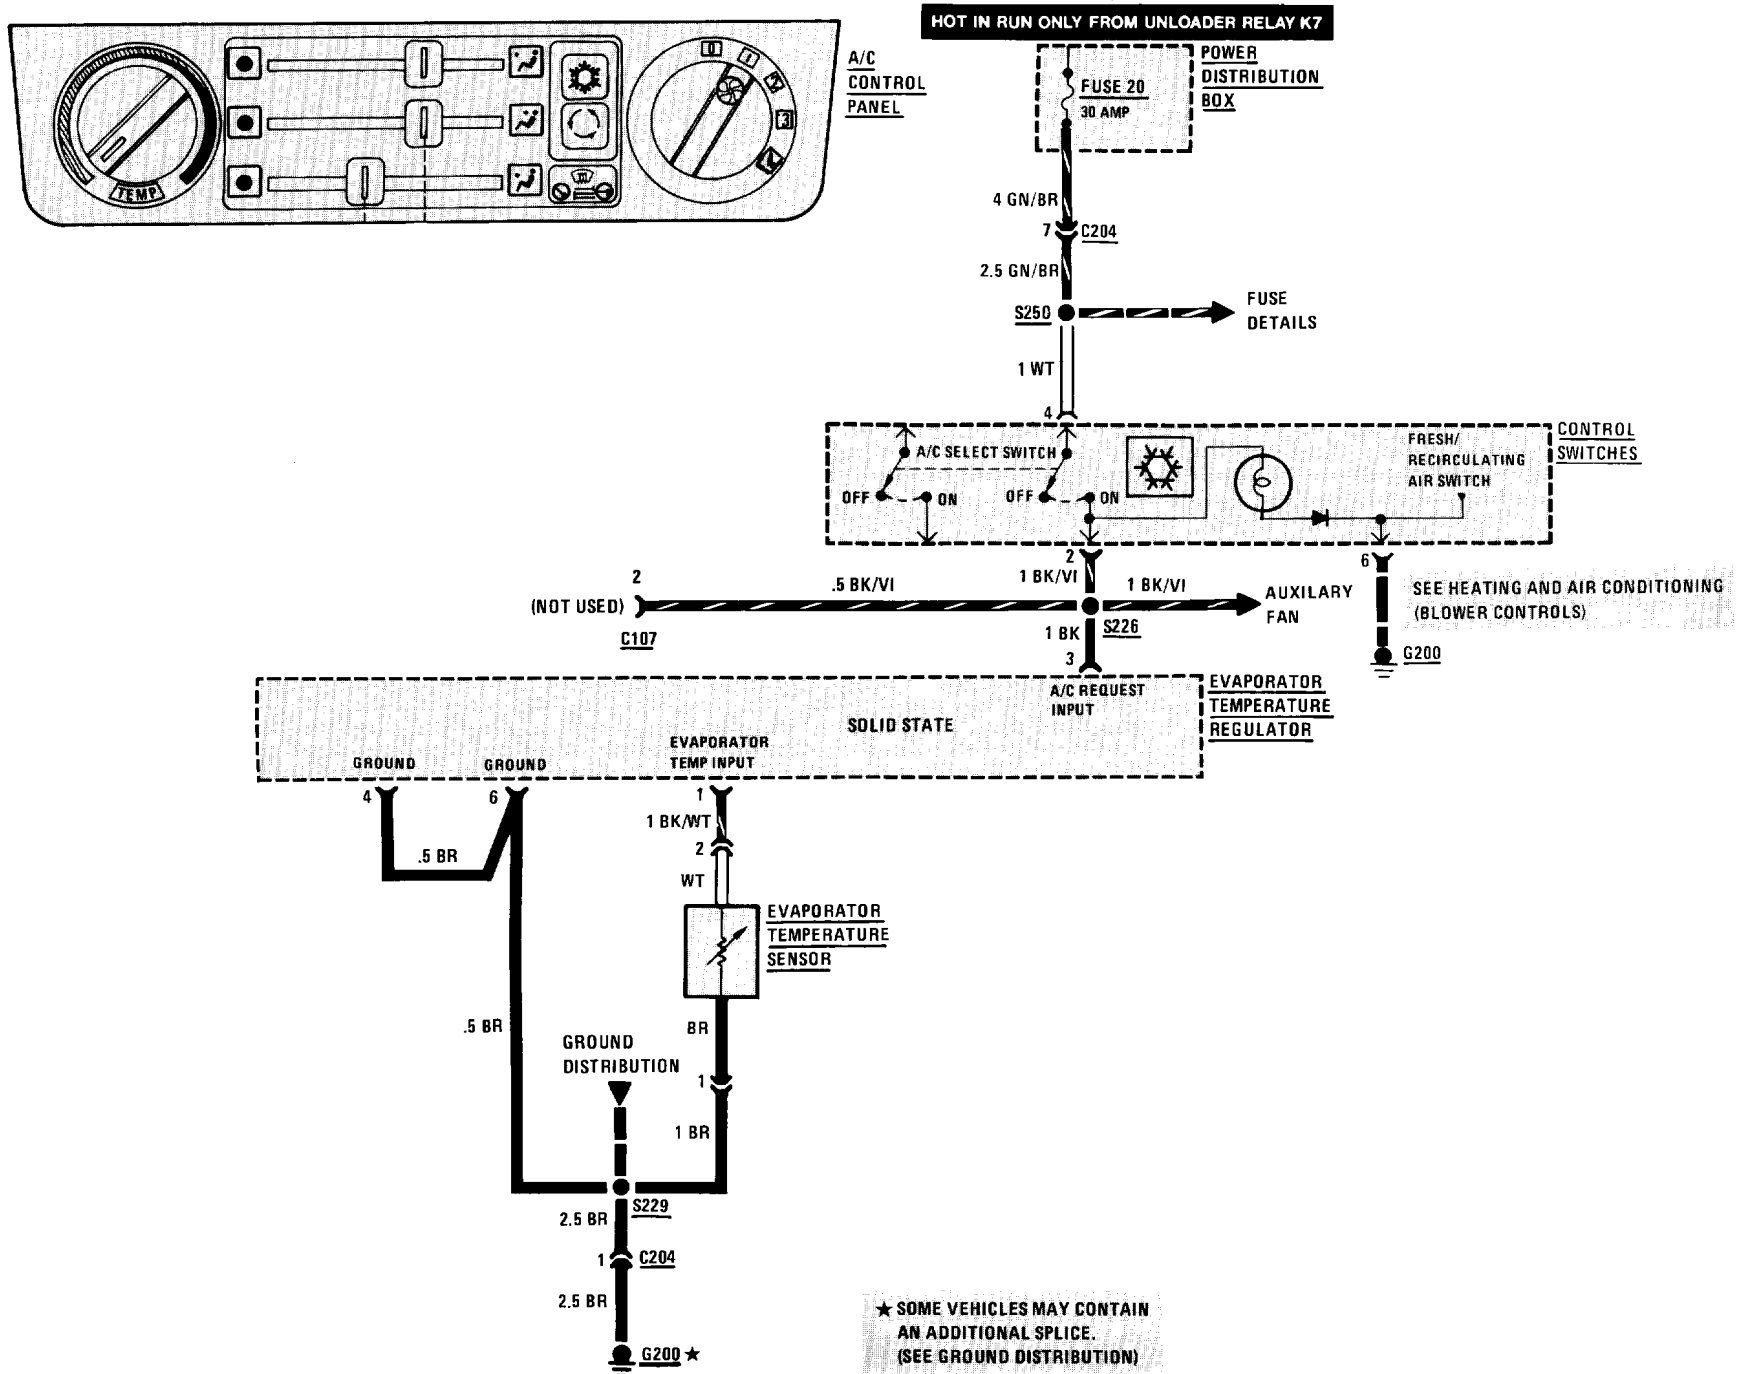 HOT IN RUN ONLY FROM UNLOADER RELAY K7
A/C
CONTROL
PANEL
TEMP
0
1
2
3
4
POWER
DISTRIBUTION
BOX
FUSE 20
30 AMP
4 GN/BR
7
C204
2.5 GN/BR
S250
FUSE
DETAILS
1 WT
4
CONTROL
SWITCHES
A/C SELECT SWITCH
OFF
ON
OFF
ON
FRESH/
RECIRCULATING
AIR SWITCH
2
6
1 BK/VI
2
(NOT USED)
C107
.5 BK/VI
1 BK/VI
AUXILARY
FAN
S226
1 BK
3
SEE HEATING AND AIR CONDITIONING
(BLOWER CONTROLS)
G200
EVAPORATOR
TEMPERATURE
REGULATOR
A/C REQUEST
INPUT
SOLID STATE
EVAPORATOR
TEMP INPUT
GROUND
GROUND
4
6
1
1 BK/WT
2
.5 BR
WT
EVAPORATOR
TEMPERATURE
SENSOR
.5 BR
BR
GROUND
DISTRIBUTION
1
1 BR
S229
2.5 BR
1
C204
2.5 BR
G200 ★
★ SOME VEHICLES MAY CONTAIN
AN ADDITIONAL SPLICE.
(SEE GROUND DISTRIBUTION)